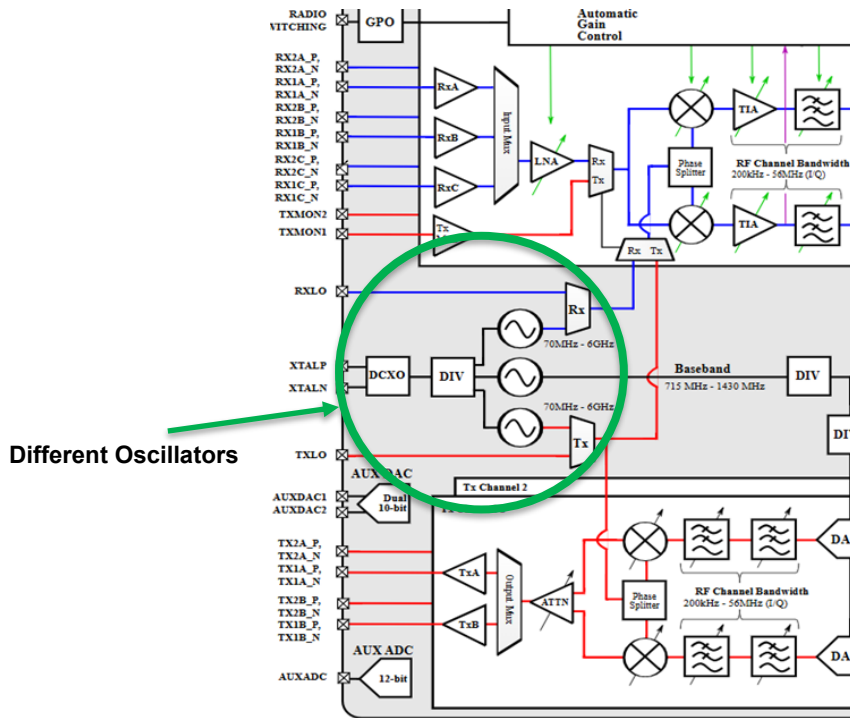 RADIO
WITCHING
GPO
Automatic
Gain
Control
RX2A_P,
RX2A_N
RX1A_P,
RX1A_N
RX2B_P,
RX2B_N
RX1B_P,
RX1B_N
RX2C_P,
RX2C_N
RX1C_P,
RX1C_N
TXMON2
TXMON1
RxA
RxB
RxC
Tx
Input Mux
LNA
Rx
Tx
Phase
Splitter
TIA
RF Channel Bandwidth
200kHz - 56MHz (I/Q)
TIA
Rx Tx
RXLO
Rx
70MHz - 6GHz
XTALP
XTALN
DCXO
DIV
Baseband
715 MHz - 1430 MHz
DIV
DIV
70MHz - 6GHz
Tx
Different Oscillators
TXLO
AUX DAC
AUXDAC1
AUXDAC2
Dual
10-bit
Tx Channel 2
TX2A_P,
TX2A_N
TX1A_P,
TX1A_N
TX2B_P,
TX2B_N
TX1B_P,
TX1B_N
TxA
TxB
Output Mux
ATTN
Phase
Splitter
DA
RF Channel Bandwidth
200kHz - 56MHz (I/Q)
DA
AUX ADC
AUXADC
12-bit